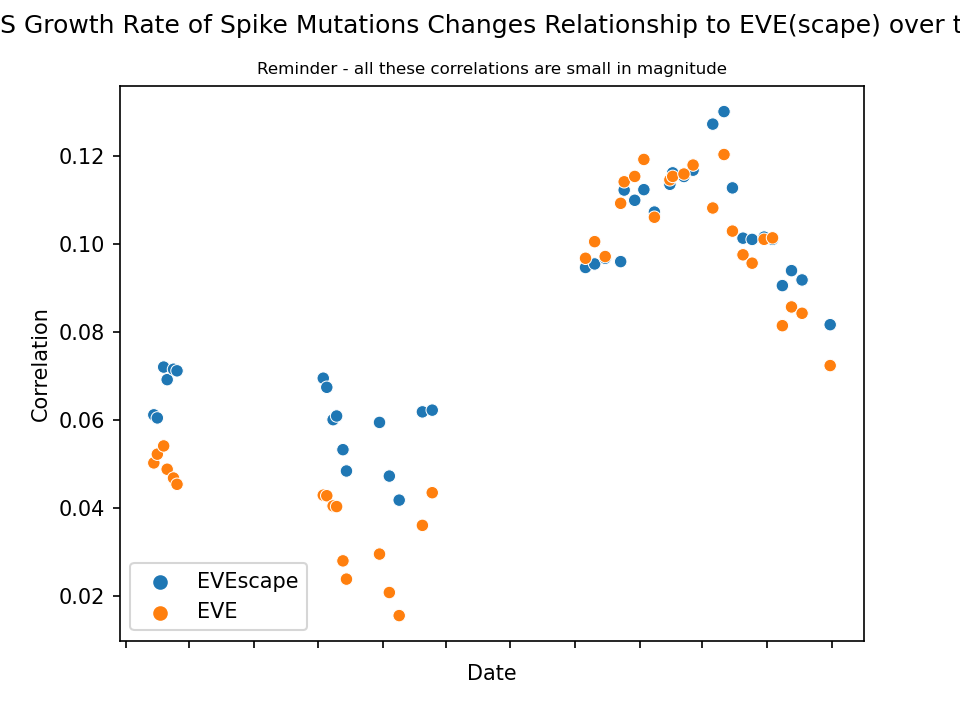 S Growth Rate of Spike Mutations Changes Relationship to EVE(scape) over t
Reminder - all these correlations are small in magnitude
0.12
0.10
0.08
0.06
0.04
0.02
Correlation
EVEscape
EVE
Date